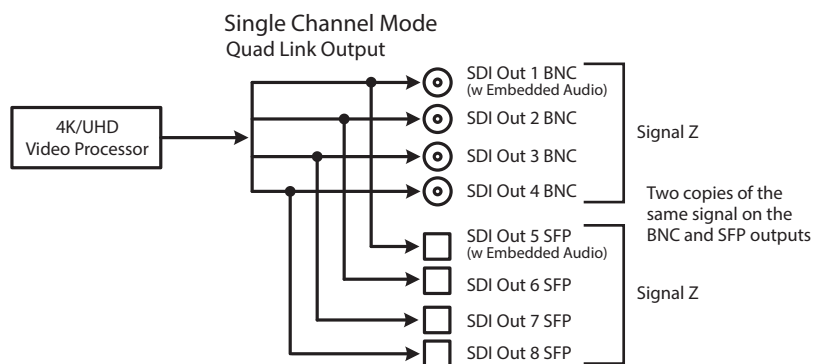 Single Channel Mode
Quad Link Output
4K/UHD
Video Processor
SDI Out 1 BNC
(w Embedded Audio)
SDI Out 2 BNC
SDI Out 3 BNC
SDI Out 4 BNC
Signal Z
Two copies of the
same signal on the
BNC and SFP outputs
SDI Out 5 SFP
(w Embedded Audio)
SDI Out 6 SFP
SDI Out 7 SFP
SDI Out 8 SFP
Signal Z